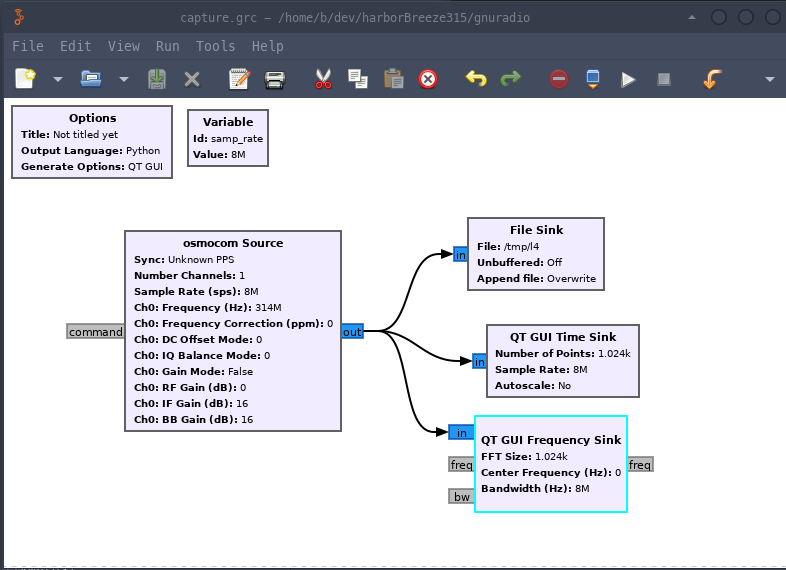 capture.grc — /home/b/dev/harborBreeze315/gnuradio
File Edit View Run Tools Help
Options
Title: Not titled yet
Output Language: Python
Generate Options: QT GUI
Variable
Id: samp_rate
Value: 8M
osmocom Source
Sync: Unknown PPS
Number Channels: 1
Sample Rate (sps): 8M
Ch0: Frequency (Hz): 314M
Ch0: Frequency Correction (ppm): 0
Ch0: DC Offset Mode: 0
Ch0: IQ Balance Mode: 0
Ch0: Gain Mode: False
Ch0: RF Gain (dB): 0
Ch0: IF Gain (dB): 16
Ch0: BB Gain (dB): 16
command
out
File Sink
File: /tmp/l4
Unbuffered: Off
Append file: Overwrite
in
QT GUI Time Sink
Number of Points: 1.024k
Sample Rate: 8M
Autoscale: No
in
QT GUI Frequency Sink
FFT Size: 1.024k
Center Frequency (Hz): 0
Bandwidth (Hz): 8M
in
freq
bw
freq